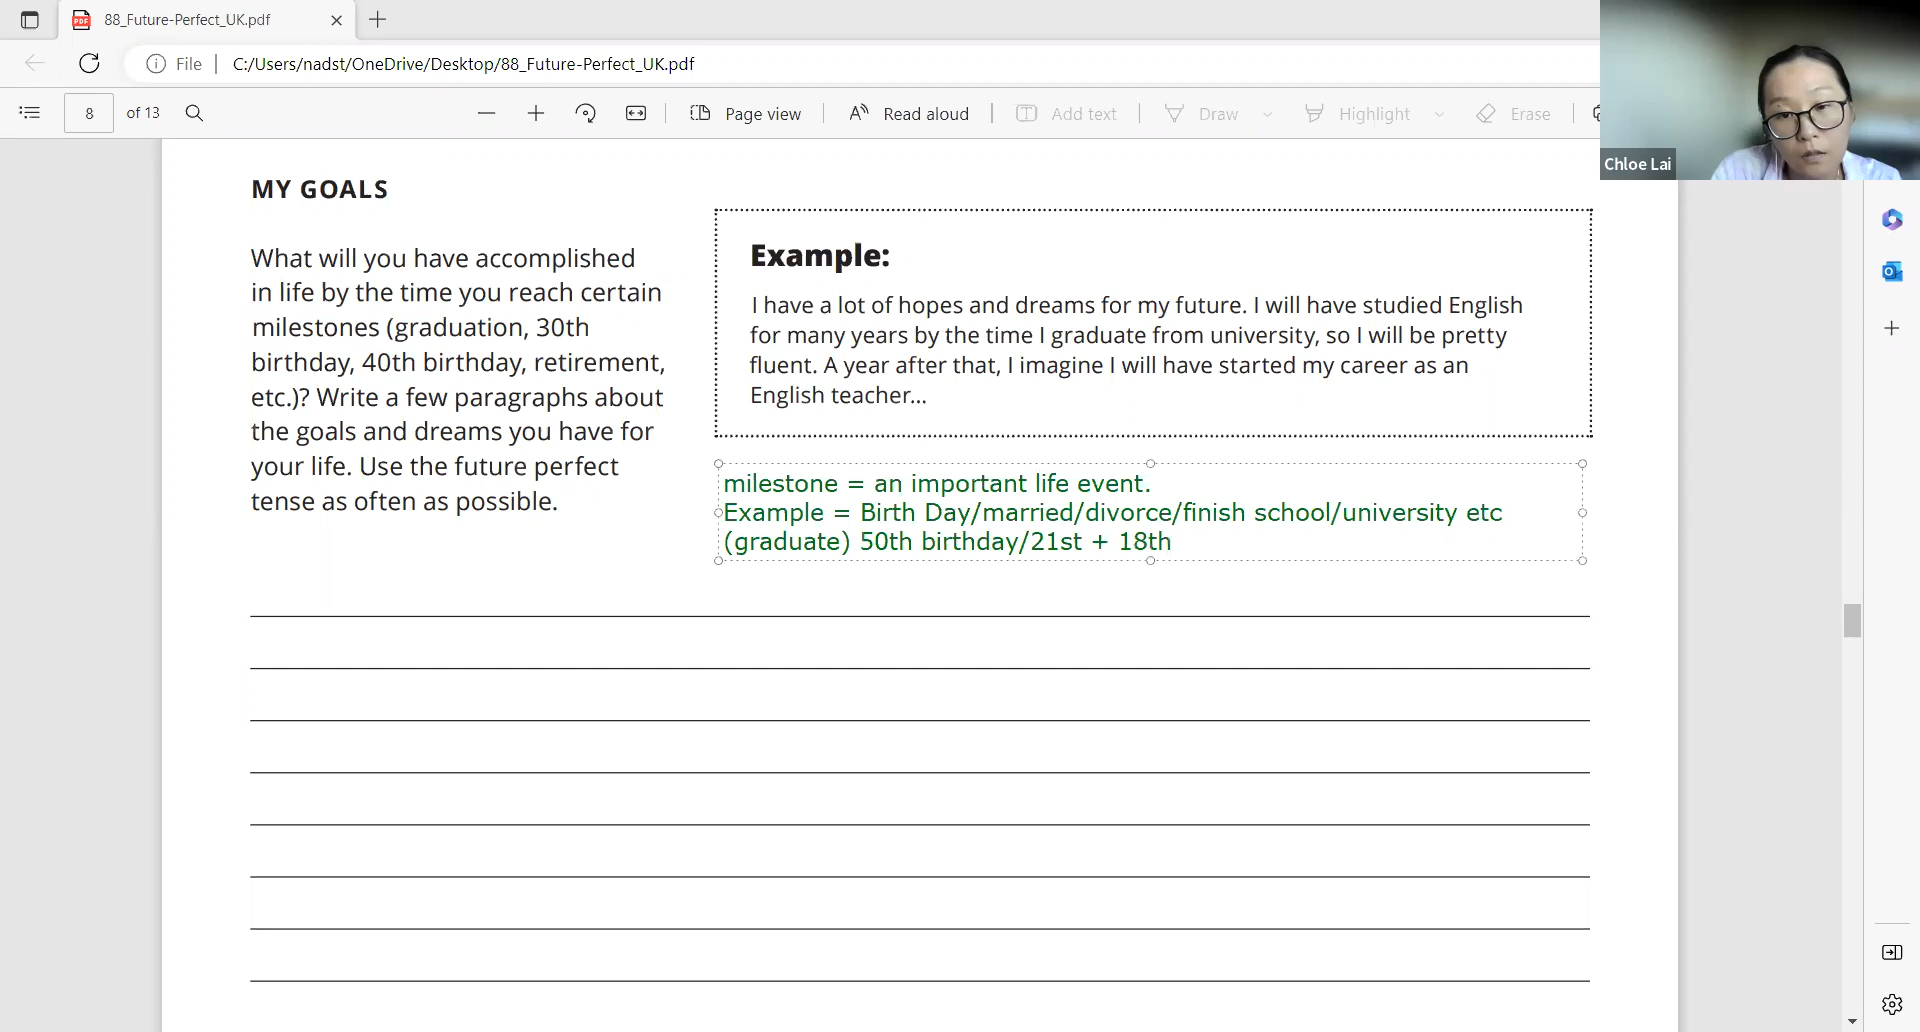 88_Future-Perfect_UK.pdf
File
C:/Users/nadst/OneDrive/Desktop/88_Future-Perfect_UK.pdf
8 of 13
Page view
Read aloud
Add text
Draw
Highlight
Erase
Chloe Lai
MY GOALS
What will you have accomplished
in life by the time you reach certain
milestones (graduation, 30th
birthday, 40th birthday, retirement,
etc.)? Write a few paragraphs about
the goals and dreams you have for
your life. Use the future perfect
tense as often as possible.
Example:
I have a lot of hopes and dreams for my future. I will have studied English
for many years by the time I graduate from university, so I will be pretty
fluent. A year after that, I imagine I will have started my career as an
English teacher...
milestone = an important life event.
Example = Birth Day/married/divorce/finish school/university etc
(graduate) 50th birthday/21st + 18th